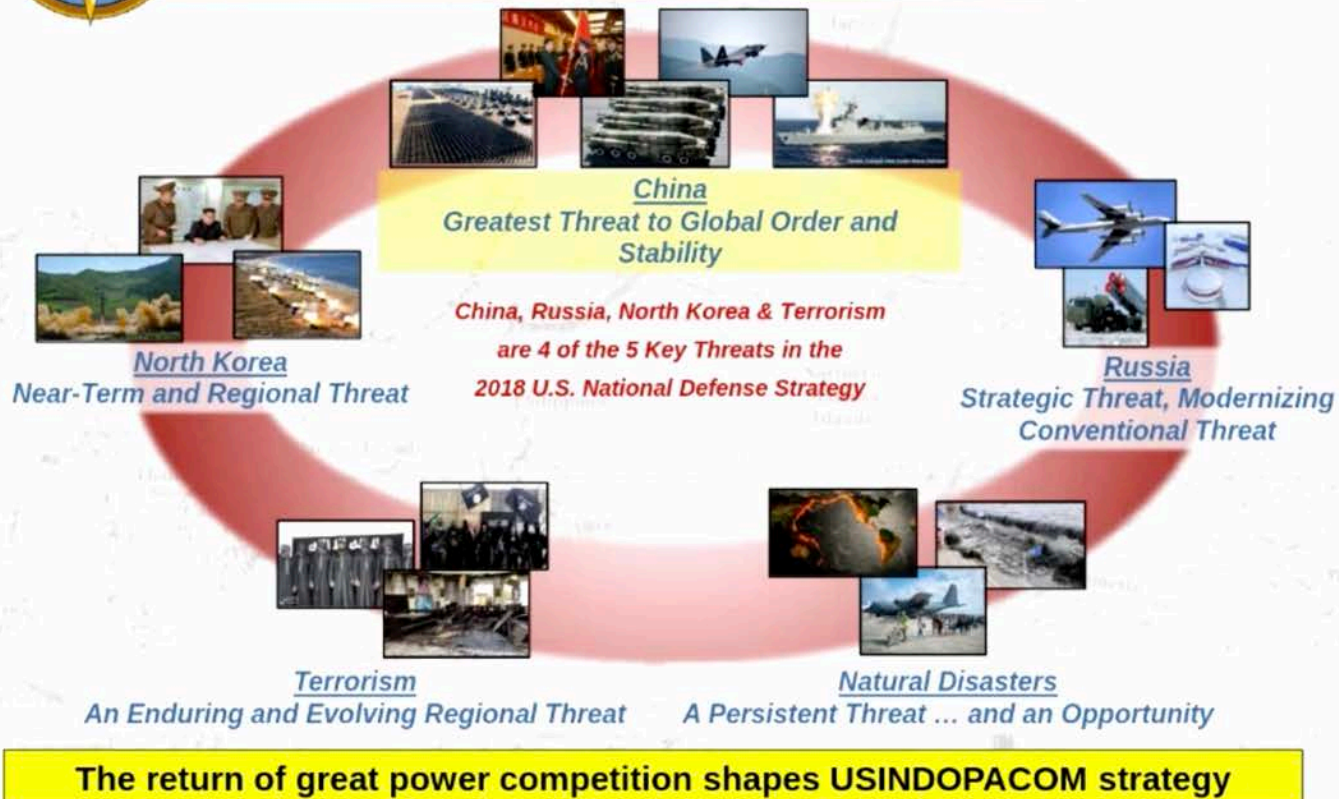 China
Greatest Threat to Global Order and
Stability
China, Russia, North Korea & Terrorism
are 4 of the 5 Key Threats in the
2018 U.S. National Defense Strategy
North Korea
Near-Term and Regional Threat
Russia
Strategic Threat, Modernizing
Conventional Threat
Terrorism
An Enduring and Evolving Regional Threat
Natural Disasters
A Persistent Threat ... and an Opportunity
The return of great power competition shapes USINDOPACOM strategy